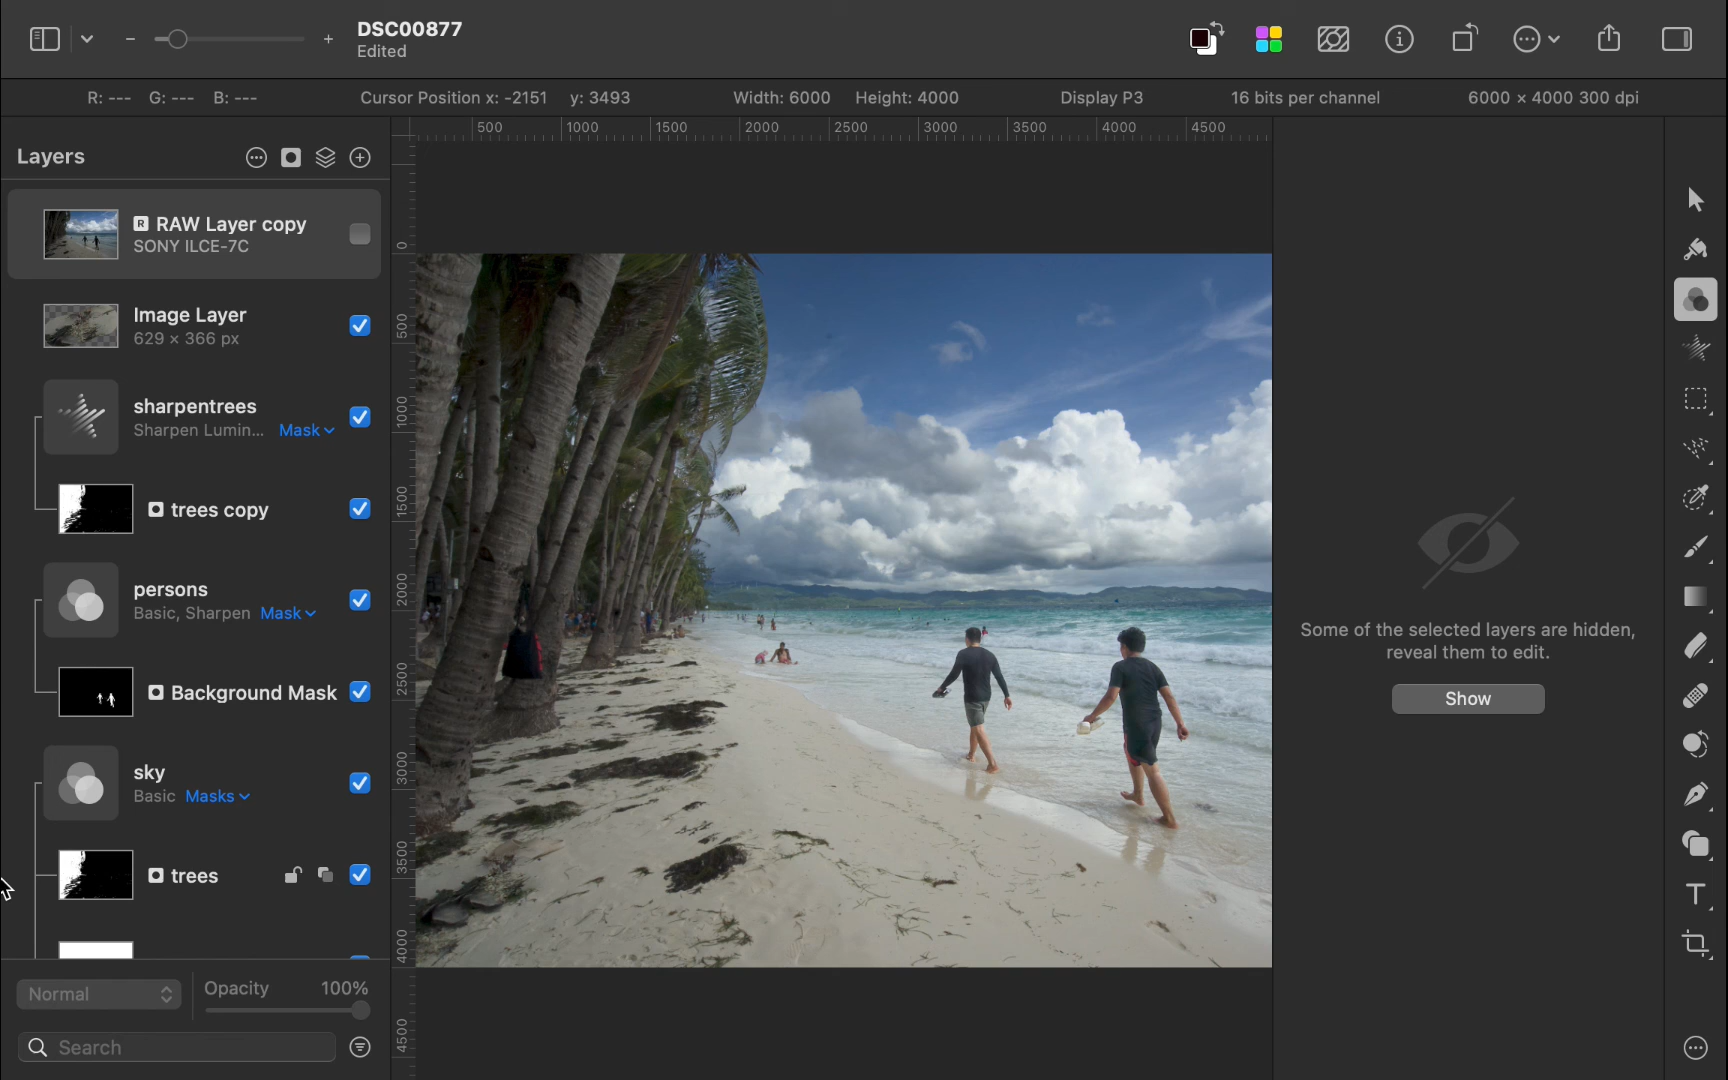 DSC00877
Edited
R: --- G: --- B: ---
Cursor Position x: -2151 y: 3493
Width: 6000 Height: 4000
Display P3
16 bits per channel
6000 × 4000 300 dpi
Layers
500 1000 1500 2000 2500 3000 3500 4000 4500
0
500
1000
1500
2000
2500
3000
3500
4000
4500
R RAW Layer copy
SONY ILCE-7C
Image Layer
629 × 366 px
sharpentrees
Sharpen Lumin... Mask
trees copy
persons
Basic, Sharpen Mask
Background Mask
sky
Basic Masks
trees
Normal
Opacity 100%
Search
Some of the selected layers are hidden,
reveal them to edit.
Show
T